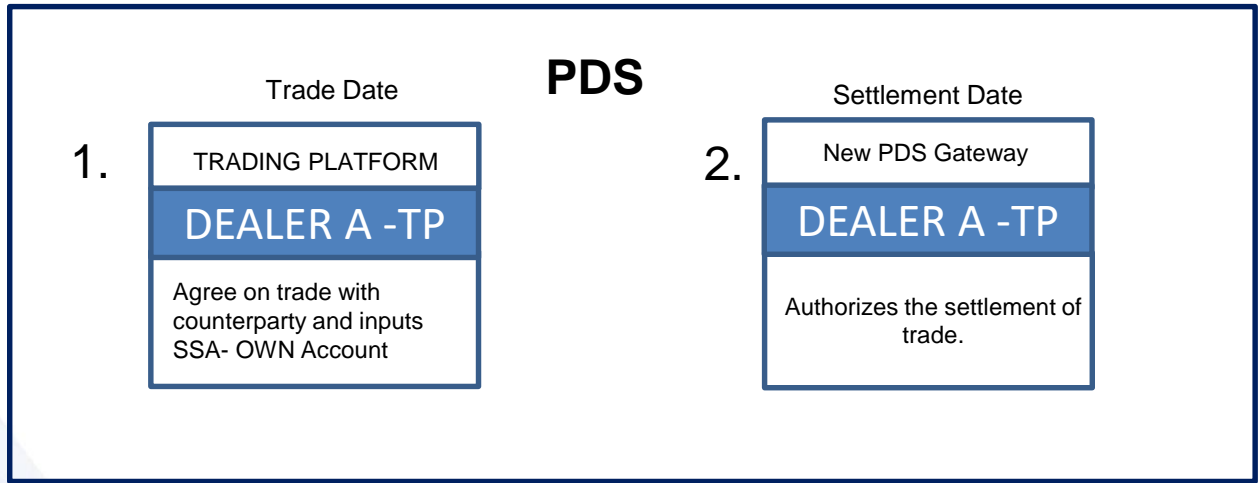 PDS
Trade Date
1.
TRADING PLATFORM
DEALER A -TP
Agree on trade with
counterparty and inputs
SSA- OWN Account
Settlement Date
2.
New PDS Gateway
DEALER A -TP
Authorizes the settlement of
trade.